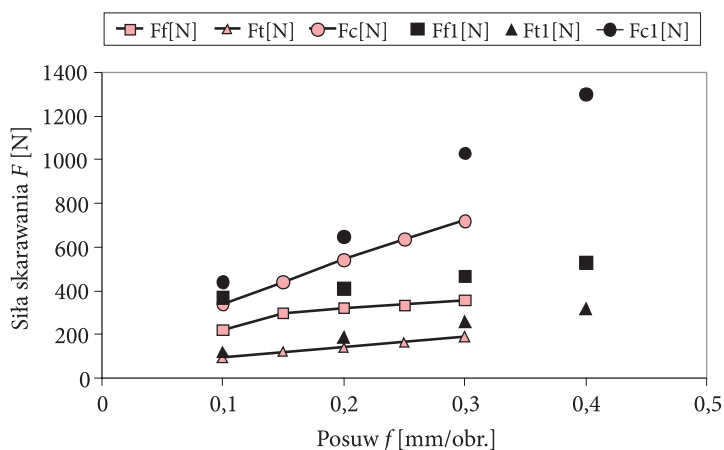 Ff[N] Ft[N] Fc[N] Ff1[N] Ft1[N] Fc1[N]
1400
1200
1000
800
600
400
200
0
Siła skarawania F [N]
0 0,1 0,2 0,3 0,4 0,5
Posuw f [mm/obr.]